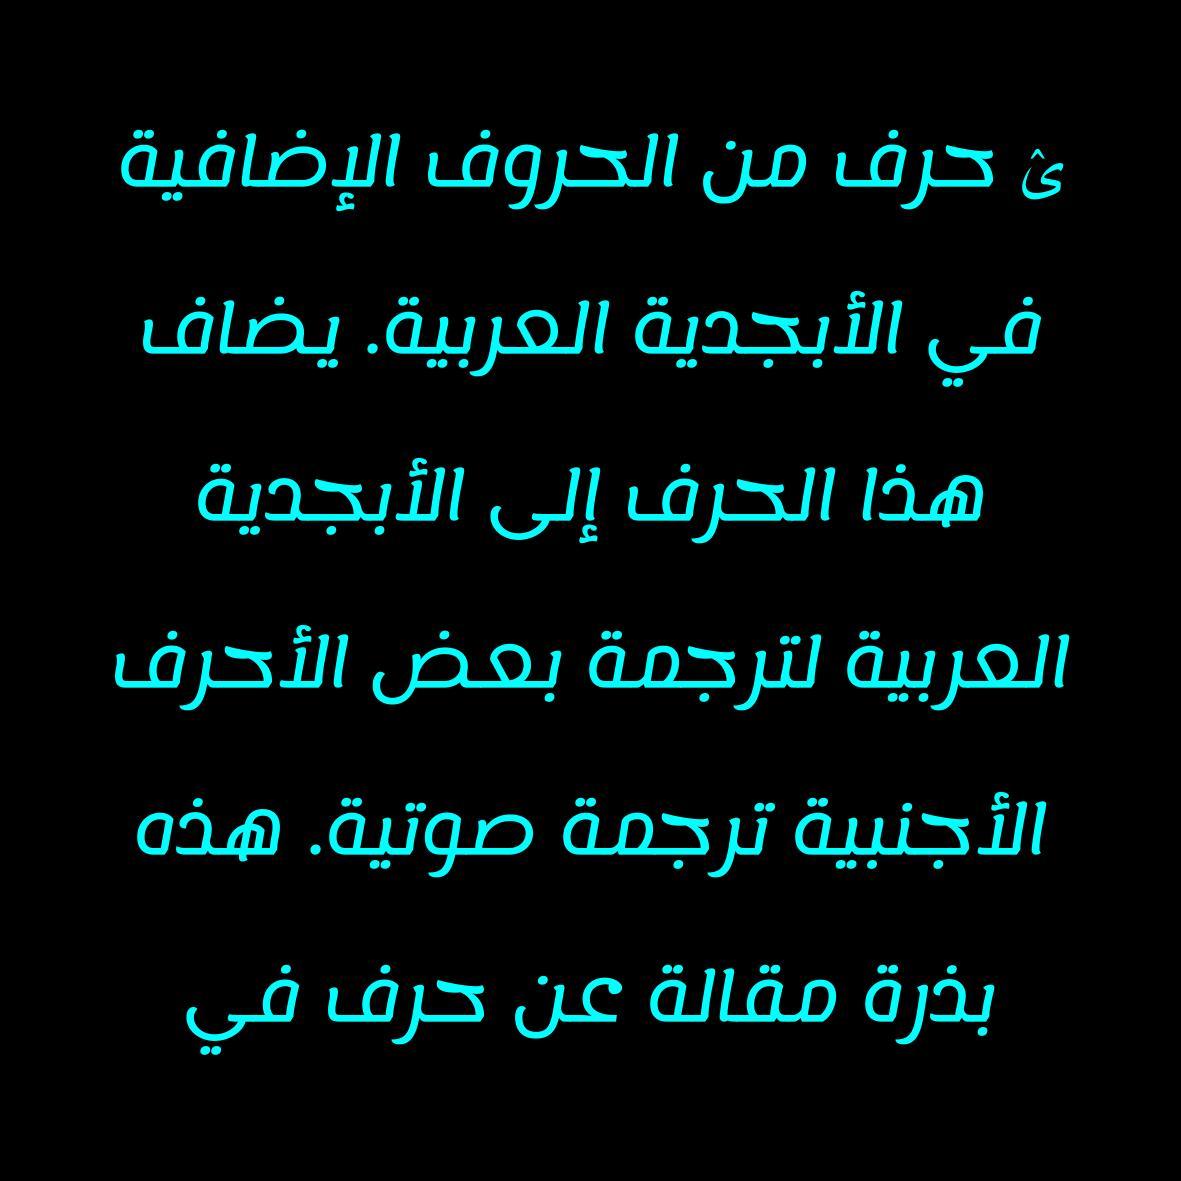 ؽ حرف من الحروف الإضافية
في الأبجدية العربية. يضاف
هذا الحرف إلى الأبجدية
العربية لترجمة بعض الأحرف
الأجنبية ترجمة صوتية. هذه
بذرة مقالة عن حرف في